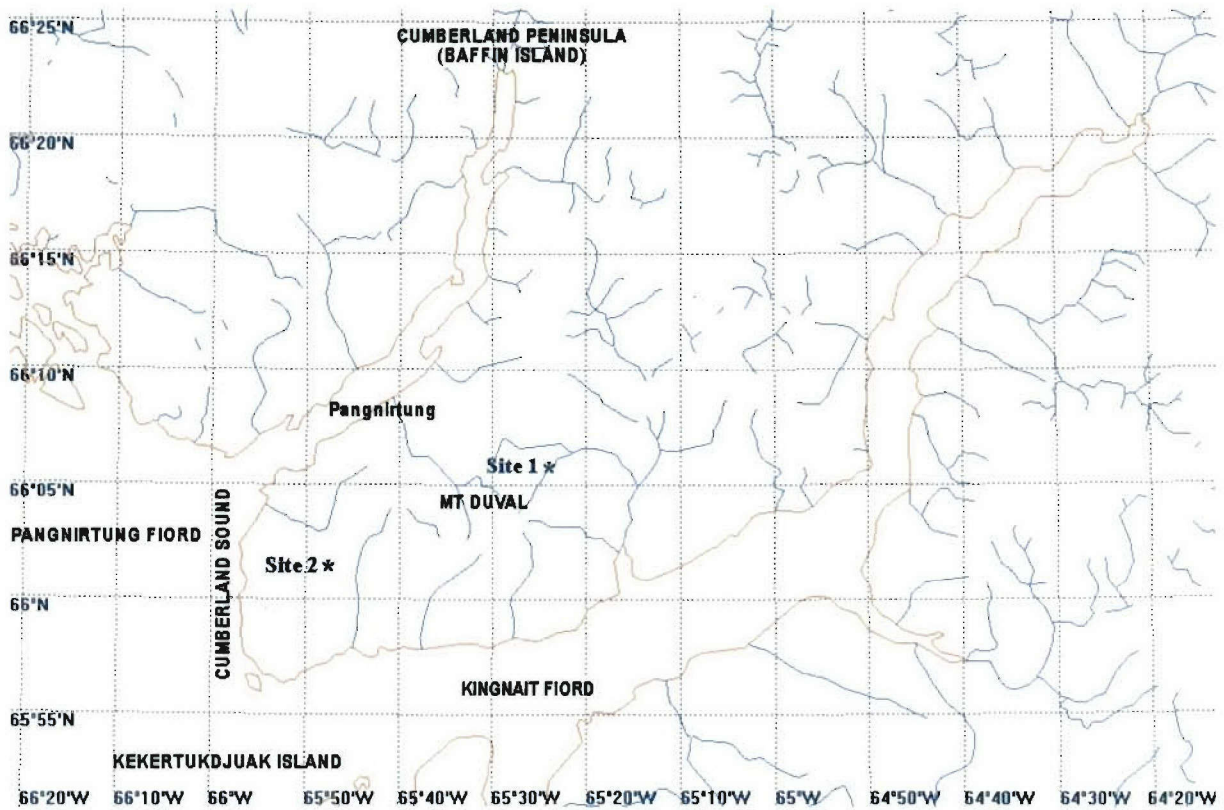 66°25'N
CUMBERLAND PENINSULA
(BAFFIN ISLAND)
66°20'N
66°15'N
66°10'N
Pangnirtung
Site 1 *
66°05'N
MT DUVAL
PANGNIRTUNG FIORD
CUMBERLAND SOUND
Site 2 *
66°N
KINGNAIT FIORD
65°55'N
KEKERTUKDJUAK ISLAND
66°20'W 66°10'W 66°W 65°50'W 65°40'W 65°30'W 65°20'W 65°10'W 65°W 64°50'W 64°40'W 64°30'W 64°20'W